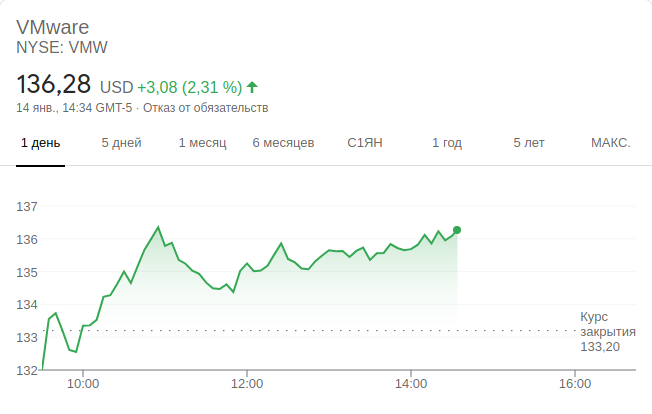 VMware
NYSE: VMW
136,28 USD +3,08 (2,31 %)
14 янв., 14:34 GMT-5 · Отказ от обязательств
1 день 5 дней 1 месяц 6 месяцев С1ЯН 1 год 5 лет МАКС.
137
136
135
134
133
132
Курс
закрытия
133,20
10:00 12:00 14:00 16:00